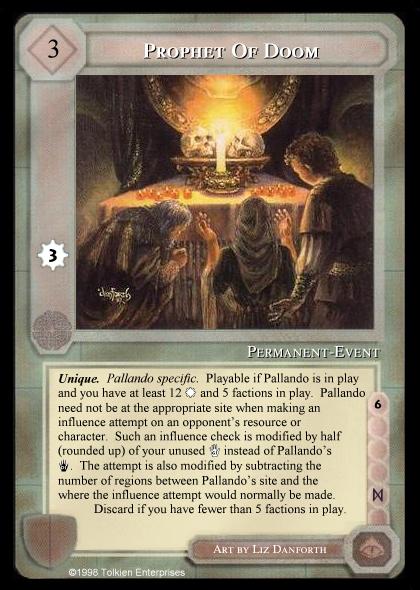 3
PROPHET OF DOOM
3
PERMANENT-EVENT
Unique. Pallando specific. Playable if Pallando is in play
and you have at least 12 and 5 factions in play. Pallando
need not be at the appropriate site when making an
influence attempt on an opponent's resource or
character. Such an influence check is modified by half
(rounded up) of your unused instead of Pallando's
. The attempt is also modified by subtracting the
number of regions between Pallando's site and the
where the influence attempt would normally be made.
Discard if you have fewer than 5 factions in play.
6
ART BY LIZ DANFORTH
©1998 Tolkien Enterprises